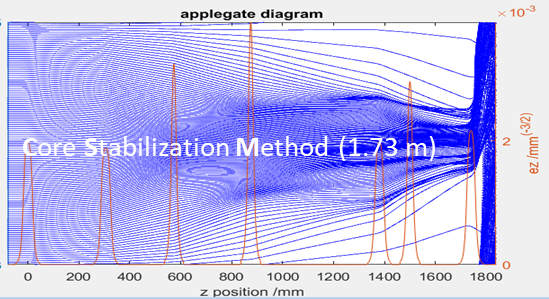 applegate diagram
×10⁻³
Core Stabilization Method (1.73 m)
2
0
ez /mm^(-3/2)
0 200 400 600 800 1000 1200 1400 1600 1800
z position /mm